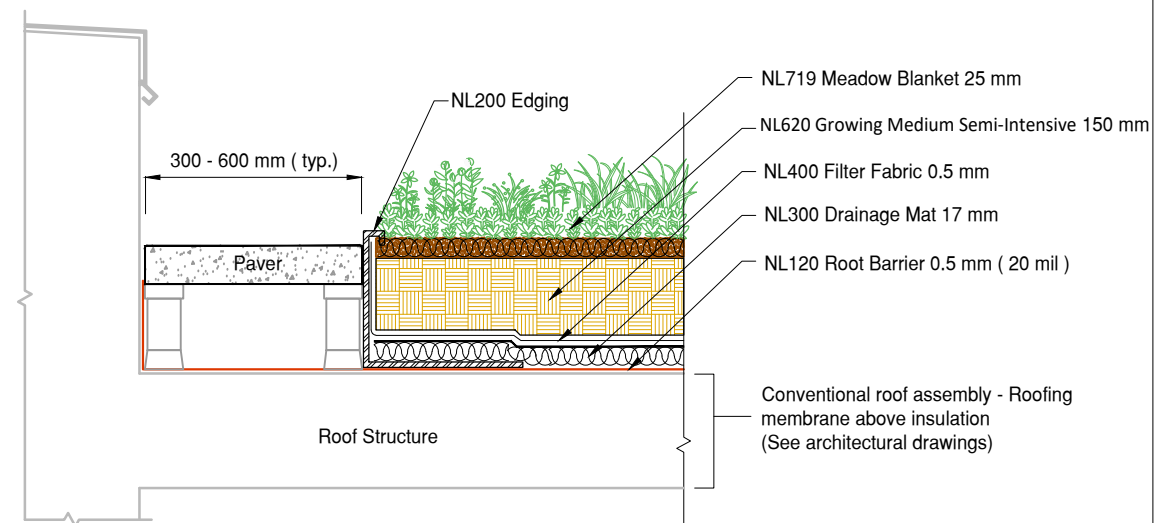 NL719 Meadow Blanket 25 mm
NL200 Edging
NL620 Growing Medium Semi-Intensive 150 mm
300 - 600 mm ( typ.)
NL400 Filter Fabric 0.5 mm
NL300 Drainage Mat 17 mm
Paver
NL120 Root Barrier 0.5 mm ( 20 mil )
Conventional roof assembly - Roofing
membrane above insulation
(See architectural drawings)
Roof Structure